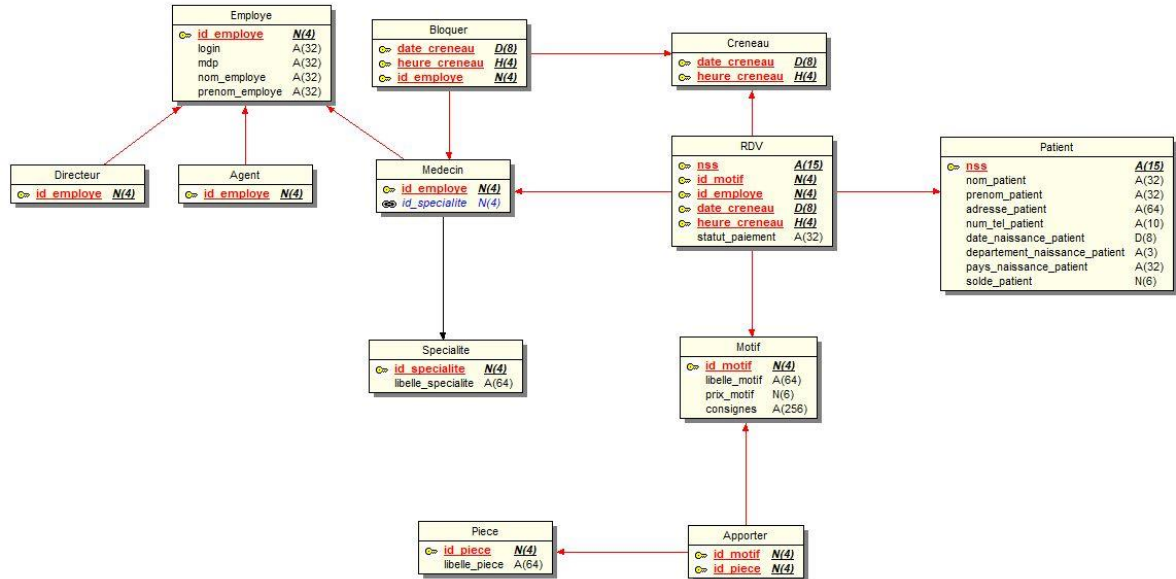 Employe
id_employe N(4)
login A(32)
mdp A(32)
nom_employe A(32)
prenom_employe A(32)
Bloquer
date_creneau D(8)
heure_creneau H(4)
id_employe N(4)
Creneau
date_creneau D(8)
heure_creneau H(4)
Directeur
id_employe N(4)
Agent
id_employe N(4)
Medecin
id_employe N(4)
id_specialite N(4)
RDV
nss A(15)
id_motif N(4)
id_employe N(4)
date_creneau D(8)
heure_creneau H(4)
statut_paiement A(32)
Patient
nss A(15)
nom_patient A(32)
prenom_patient A(32)
adresse_patient A(64)
num_tel_patient A(10)
date_naissance_patient D(8)
departement_naissance_patient A(3)
pays_naissance_patient A(32)
solde_patient N(6)
Specialite
id_specialite N(4)
libelle_specialite A(64)
Motif
id_motif N(4)
libelle_motif A(64)
prix_motif N(6)
consignes A(256)
Piece
id_piece N(4)
libelle_piece A(64)
Apporter
id_motif N(4)
id_piece N(4)